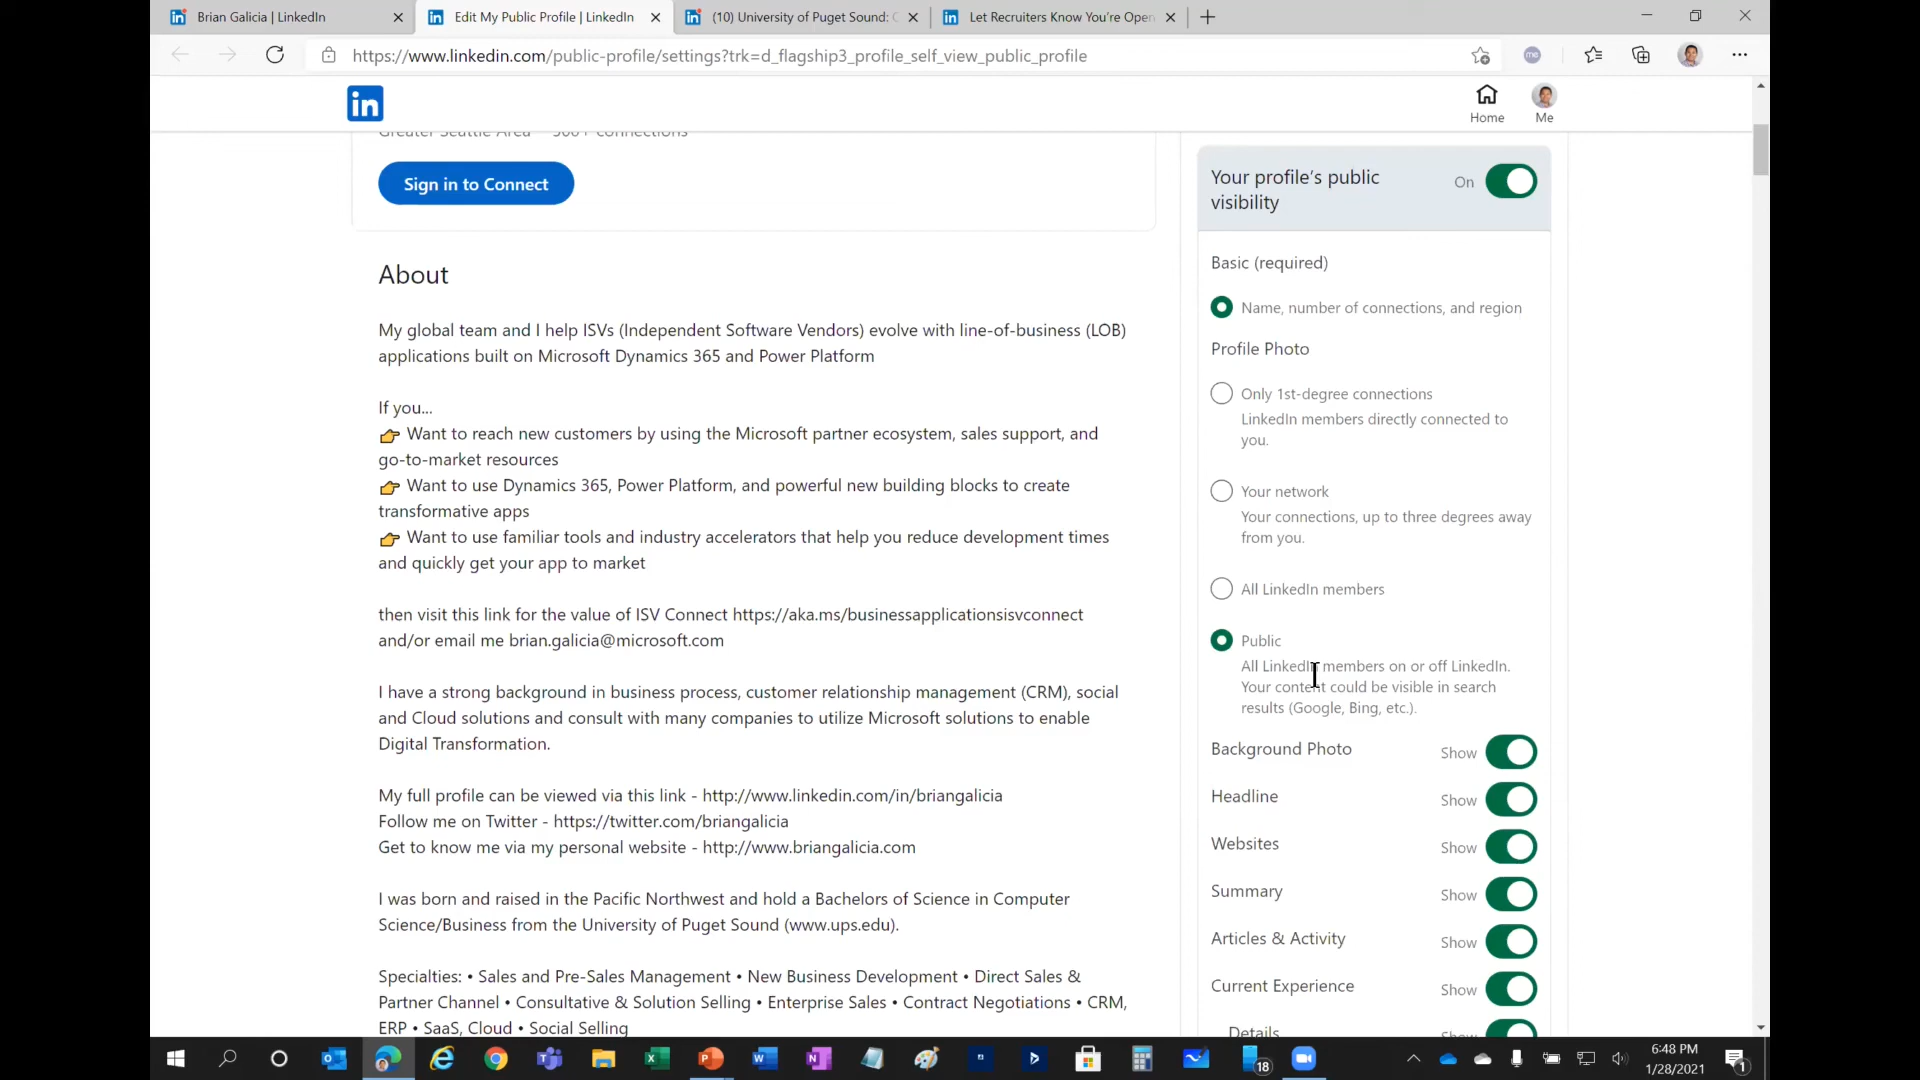 Brian Galicia | LinkedIn
Edit My Public Profile | LinkedIn
(10) University of Puget Sound:
Let Recruiters Know You're Open
https://www.linkedin.com/public-profile/settings?trk=d_flagship3_profile_self_view_public_profile
me
in
Home
Me
Greater Seattle Area
500+ connections
Sign in to Connect
About
My global team and I help ISVs (Independent Software Vendors) evolve with line-of-business (LOB)
applications built on Microsoft Dynamics 365 and Power Platform
If you...
👉 Want to reach new customers by using the Microsoft partner ecosystem, sales support, and
go-to-market resources
👉 Want to use Dynamics 365, Power Platform, and powerful new building blocks to create
transformative apps
👉 Want to use familiar tools and industry accelerators that help you reduce development times
and quickly get your app to market
then visit this link for the value of ISV Connect https://aka.ms/businessapplicationsisvconnect
and/or email me brian.galicia@microsoft.com
I have a strong background in business process, customer relationship management (CRM), social
and Cloud solutions and consult with many companies to utilize Microsoft solutions to enable
Digital Transformation.
My full profile can be viewed via this link - http://www.linkedin.com/in/briangalicia
Follow me on Twitter - https://twitter.com/briangalicia
Get to know me via my personal website - http://www.briangalicia.com
I was born and raised in the Pacific Northwest and hold a Bachelors of Science in Computer
Science/Business from the University of Puget Sound (www.ups.edu).
Specialties: • Sales and Pre-Sales Management • New Business Development • Direct Sales &
Partner Channel • Consultative & Solution Selling • Enterprise Sales • Contract Negotiations • CRM,
ERP • SaaS, Cloud • Social Selling
Your profile's public
visibility
On
Basic (required)
Name, number of connections, and region
Profile Photo
Only 1st-degree connections
LinkedIn members directly connected to
you.
Your network
Your connections, up to three degrees away
from you.
All LinkedIn members
Public
All LinkedIn members on or off LinkedIn.
Your content could be visible in search
results (Google, Bing, etc.).
Background Photo Show
Headline Show
Websites Show
Summary Show
Articles & Activity Show
Current Experience Show
Details Show
18
6:48 PM
1/28/2021
1